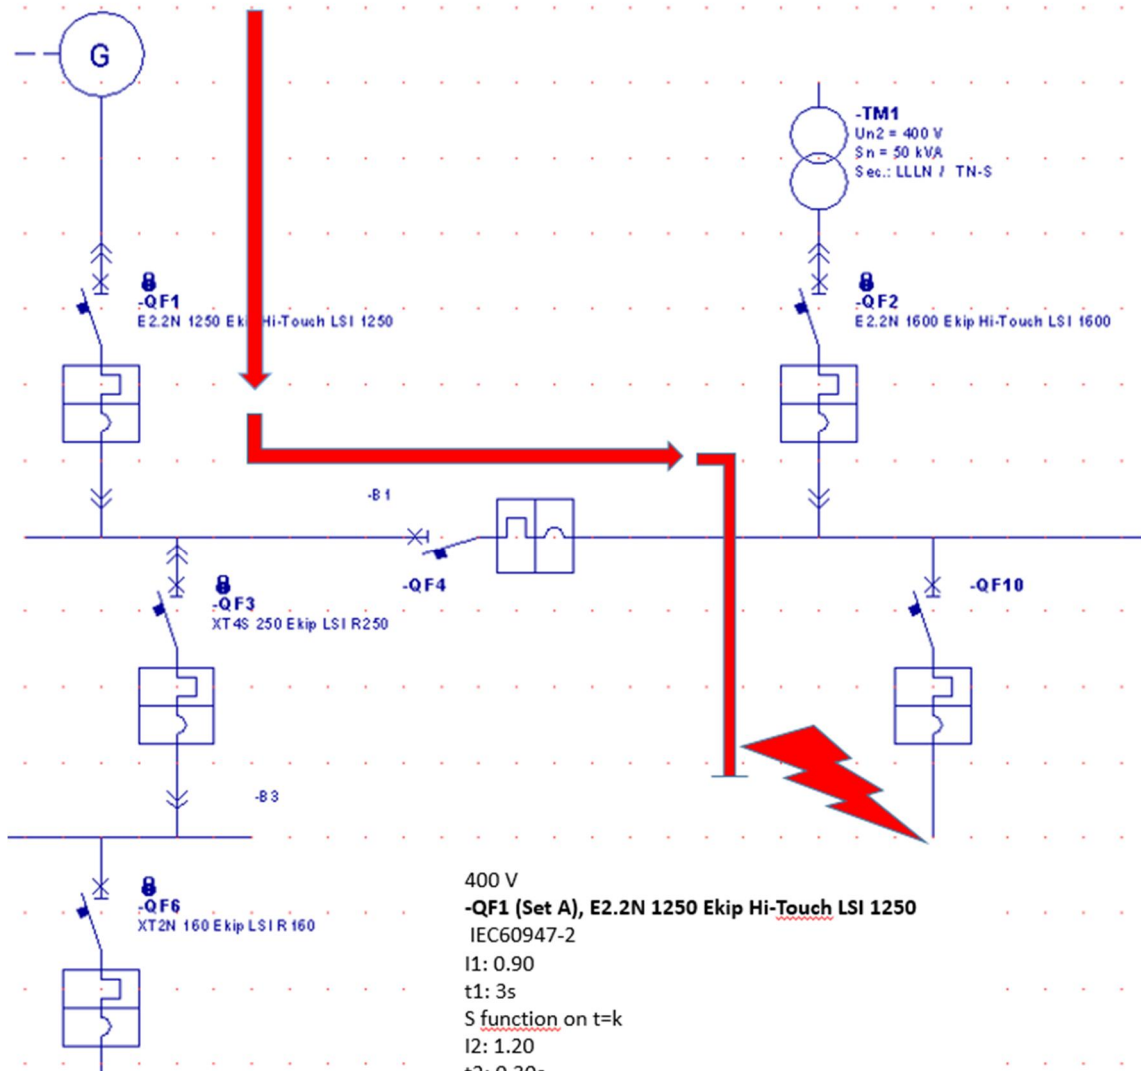 G
-TM1
Un2 = 400 V
Sn = 50 kVA
Sec.: LLLN / TN-S
-QF1
E2.2N 1250 Ekip Hi-Touch LSI 1250
-QF2
E2.2N 1600 Ekip Hi-Touch LSI 1600
-B1
-QF4
-QF3
XT4S 250 Ekip LSI R250
-QF10
-B3
-QF6
XT2N 160 Ekip LSI R160
400 V
-QF1 (Set A), E2.2N 1250 Ekip Hi-Touch LSI 1250
IEC60947-2
I1: 0.90
t1: 3s
S function on t=k
I2: 1.20
t2: 0.30s